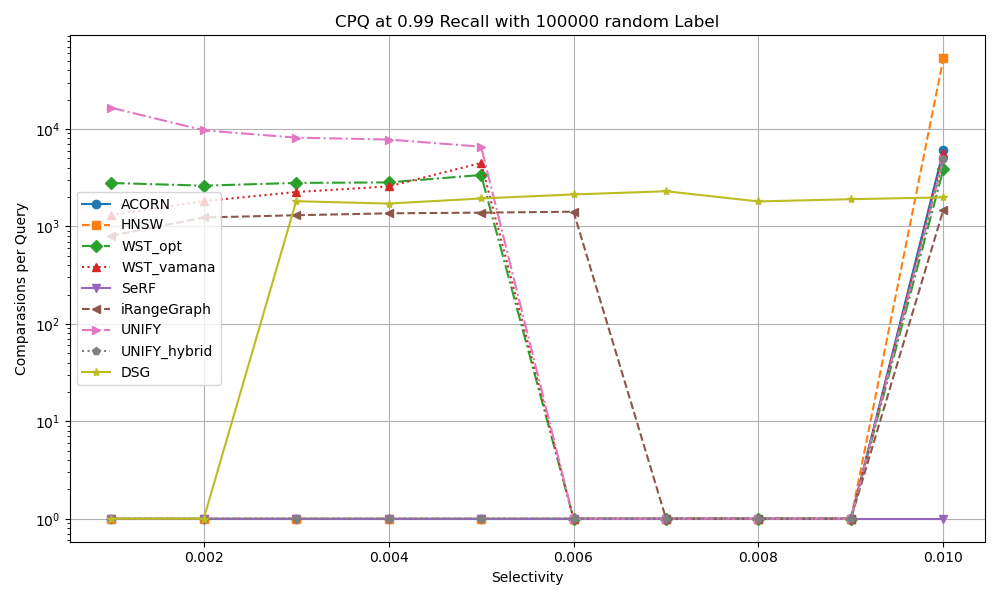 CPQ at 0.99 Recall with 100000 random Label
Comparasions per Query
10^4
10^3
10^2
10^1
10^0
ACORN
HNSW
WST_opt
WST_vamana
SeRF
iRangeGraph
UNIFY
UNIFY_hybrid
DSG
0.002 0.004 0.006 0.008 0.010
Selectivity